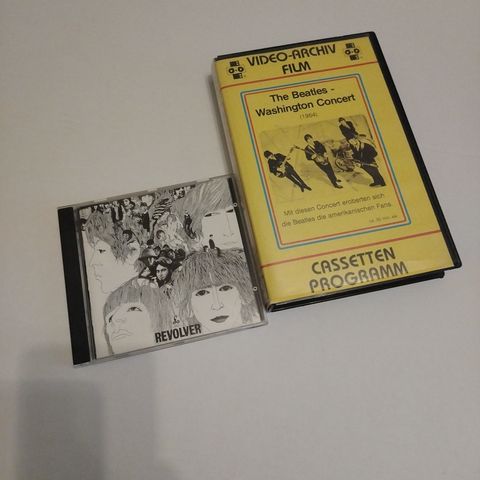 VIDEO-ARCHIV
FILM
The Beatles -
Washington Concert
(1964)
Mit diesen Concert eroberten sich
die Beatles die amerikanischen Fans.
CASSETTEN
PROGRAMM
REVOLVER